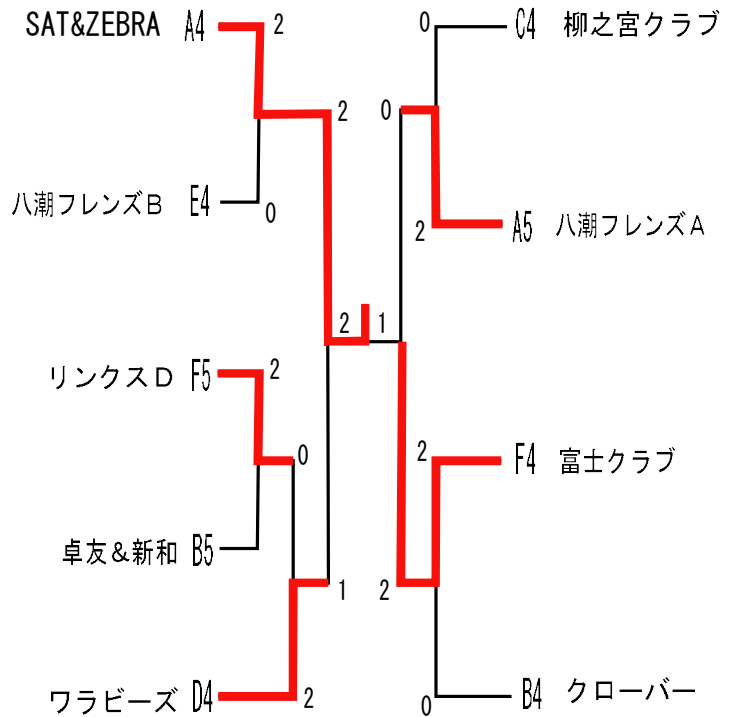 SAT&ZEBRA A4 2
0 C4 柳之宮クラブ
2
0
八潮フレンズB E4 0
2 A5 八潮フレンズA
2 1
リンクスD F5 2
0
2 F4 富士クラブ
卓友&新和 B5
1
2
ワラビーズ D4 2
0 B4 クローバー